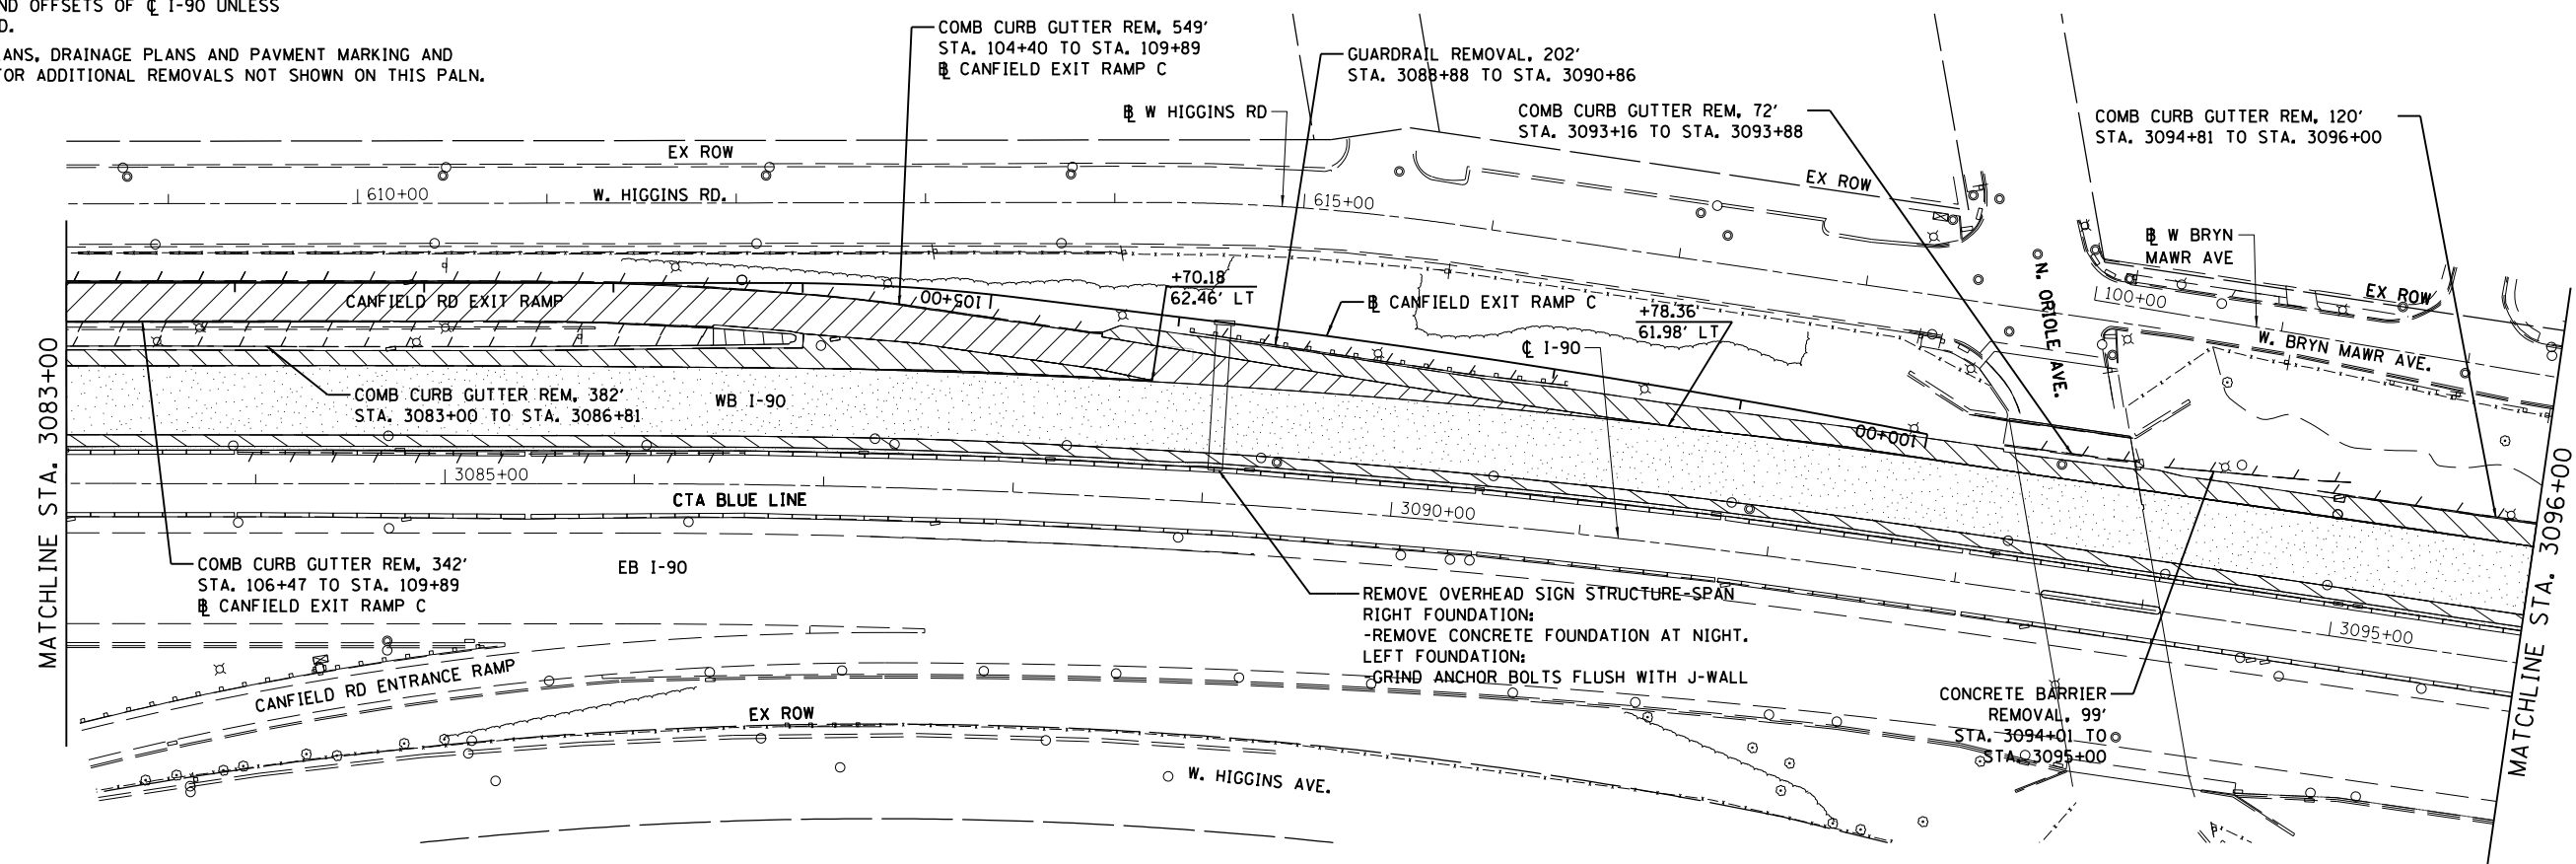 ND OFFSETS OF ℄ I-90 UNLESS
D.
ANS, DRAINAGE PLANS AND PAVMENT MARKING AND
OR ADDITIONAL REMOVALS NOT SHOWN ON THIS PALN.
COMB CURB GUTTER REM, 549'
STA. 104+40 TO STA. 109+89
BL CANFIELD EXIT RAMP C
GUARDRAIL REMOVAL, 202'
STA. 3088+88 TO STA. 3090+86
BL W HIGGINS RD
COMB CURB GUTTER REM, 72'
STA. 3093+16 TO STA. 3093+88
COMB CURB GUTTER REM, 120'
STA. 3094+81 TO STA. 3096+00
EX ROW
EX ROW
610+00
W. HIGGINS RD.
615+00
BL W BRYN
MAWR AVE
N. ORIOLE AVE.
100+00
EX ROW
W. BRYN MAWR AVE.
CANFIELD RD EXIT RAMP
105+00
+70.18
62.46' LT
BL CANFIELD EXIT RAMP C
+78.36'
61.98' LT
℄ I-90
100+00
MATCHLINE STA. 3083+00
COMB CURB GUTTER REM, 382'
STA. 3083+00 TO STA. 3086+81
WB I-90
3085+00
CTA BLUE LINE
3090+00
3095+00
MATCHLINE STA. 3096+00
COMB CURB GUTTER REM, 342'
STA. 106+47 TO STA. 109+89
BL CANFIELD EXIT RAMP C
EB I-90
REMOVE OVERHEAD SIGN STRUCTURE-SPAN
RIGHT FOUNDATION:
-REMOVE CONCRETE FOUNDATION AT NIGHT.
LEFT FOUNDATION:
-GRIND ANCHOR BOLTS FLUSH WITH J-WALL
CANFIELD RD ENTRANCE RAMP
EX ROW
CONCRETE BARRIER
REMOVAL, 99'
STA. 3094+01 TO
STA. 3095+00
W. HIGGINS AVE.